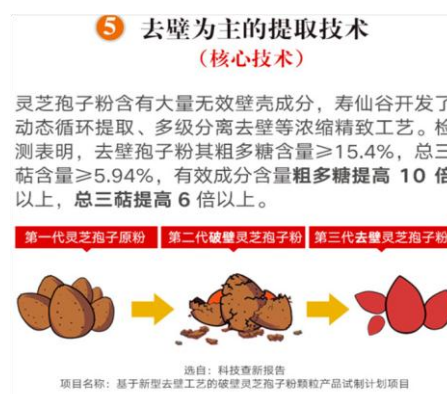 5 去壁为主的提取技术
（核心技术）
灵芝孢子粉含有大量无效壁壳成分，寿仙谷开发了
动态循环提取、多级分离去壁等浓缩精致工艺。检
测表明，去壁孢子粉其粗多糖含量≥15.4%，总三
萜含量≥5.94%，有效成分含量粗多糖提高 10 倍
以上，总三萜提高 6 倍以上。
第一代灵芝孢子原粉 第二代破壁灵芝孢子粉 第三代去壁灵芝孢子粉
选自：科技查新报告
项目名称：基于新型去壁工艺的破壁灵芝孢子粉颗粒产品试制计划项目